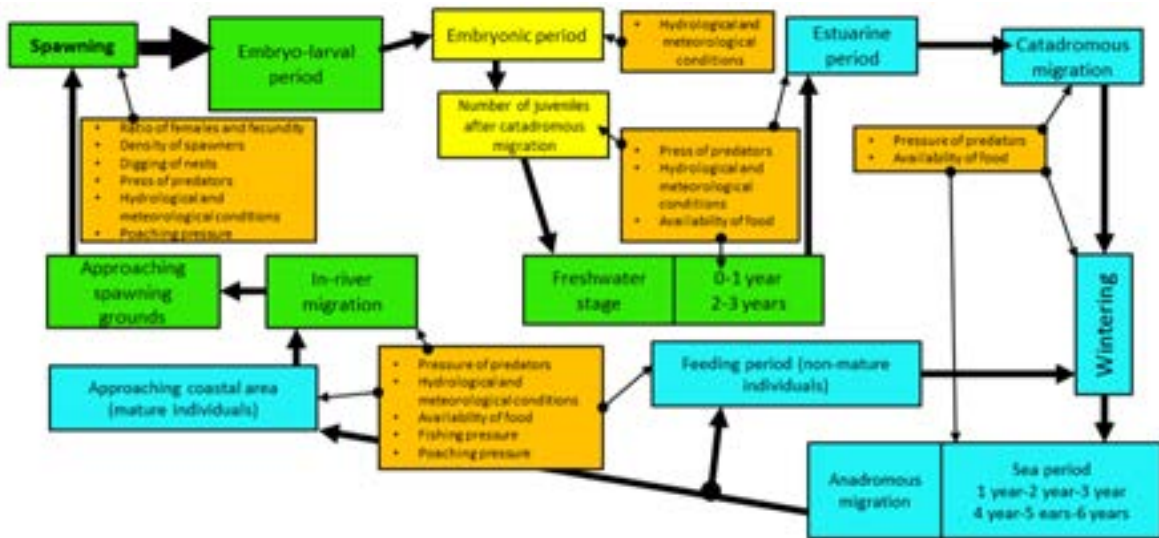 Spawning
Embryo-larval
period
Embryonic period
• Hydrological and
meteorological
conditions
Estuarine
period
Catadromous
migration
Number of juveniles
after catadromous
migration
• Ratio of females and fecundity
• Density of spawners
• Digging of nests
• Press of predators
• Hydrological and
meteorological conditions
• Poaching pressure
• Press of predators
• Hydrological and
meteorological
conditions
• Availability of food
• Pressure of predators
• Availability of food
Approaching
spawning
grounds
In-river
migration
Freshwater
stage
0-1 year
2-3 years
Wintering
Approaching coastal area
(mature individuals)
• Pressure of predators
• Hydrological and
meteorological conditions
• Availability of food
• Fishing pressure
• Poaching pressure
Feeding period (non-mature
individuals)
Anadromous
migration
Sea period
1 year-2 year-3 year
4 year-5 ears-6 years